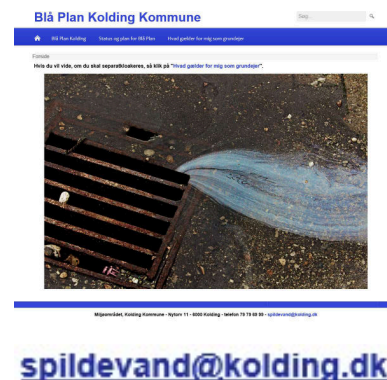 Blå Plan Kolding Kommune
Søg...
Blå Plan Kolding Status og plan for Blå Plan Hvad gælder for mig som grundejer
Forside
Hvis du vil vide, om du skal separatkloakeres, så klik på "Hvad gælder for mig som grundejer".
Miljøområdet, Kolding Kommune - Nytorv 11 - 6000 Kolding - telefon 79 79 69 99 - spildevand@kolding.dk
spildevand@kolding.dk